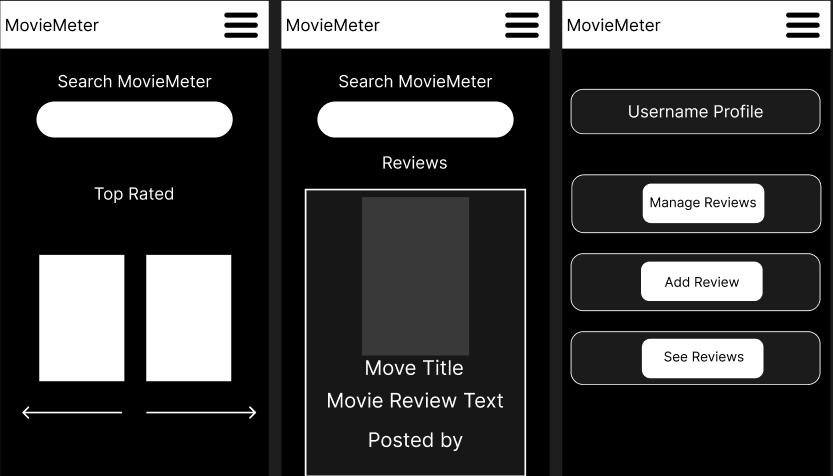 MovieMeter
Search MovieMeter
Top Rated
MovieMeter
Search MovieMeter
Reviews
Move Title
Movie Review Text
Posted by
MovieMeter
Username Profile
Manage Reviews
Add Review
See Reviews